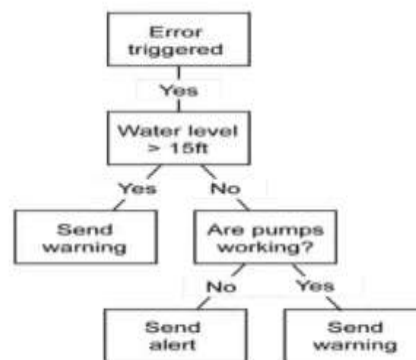 Error
triggered
Yes
Water level
> 15ft
Yes
No
Send
warning
Are pumps
working?
No
Yes
Send
alert
Send
warning